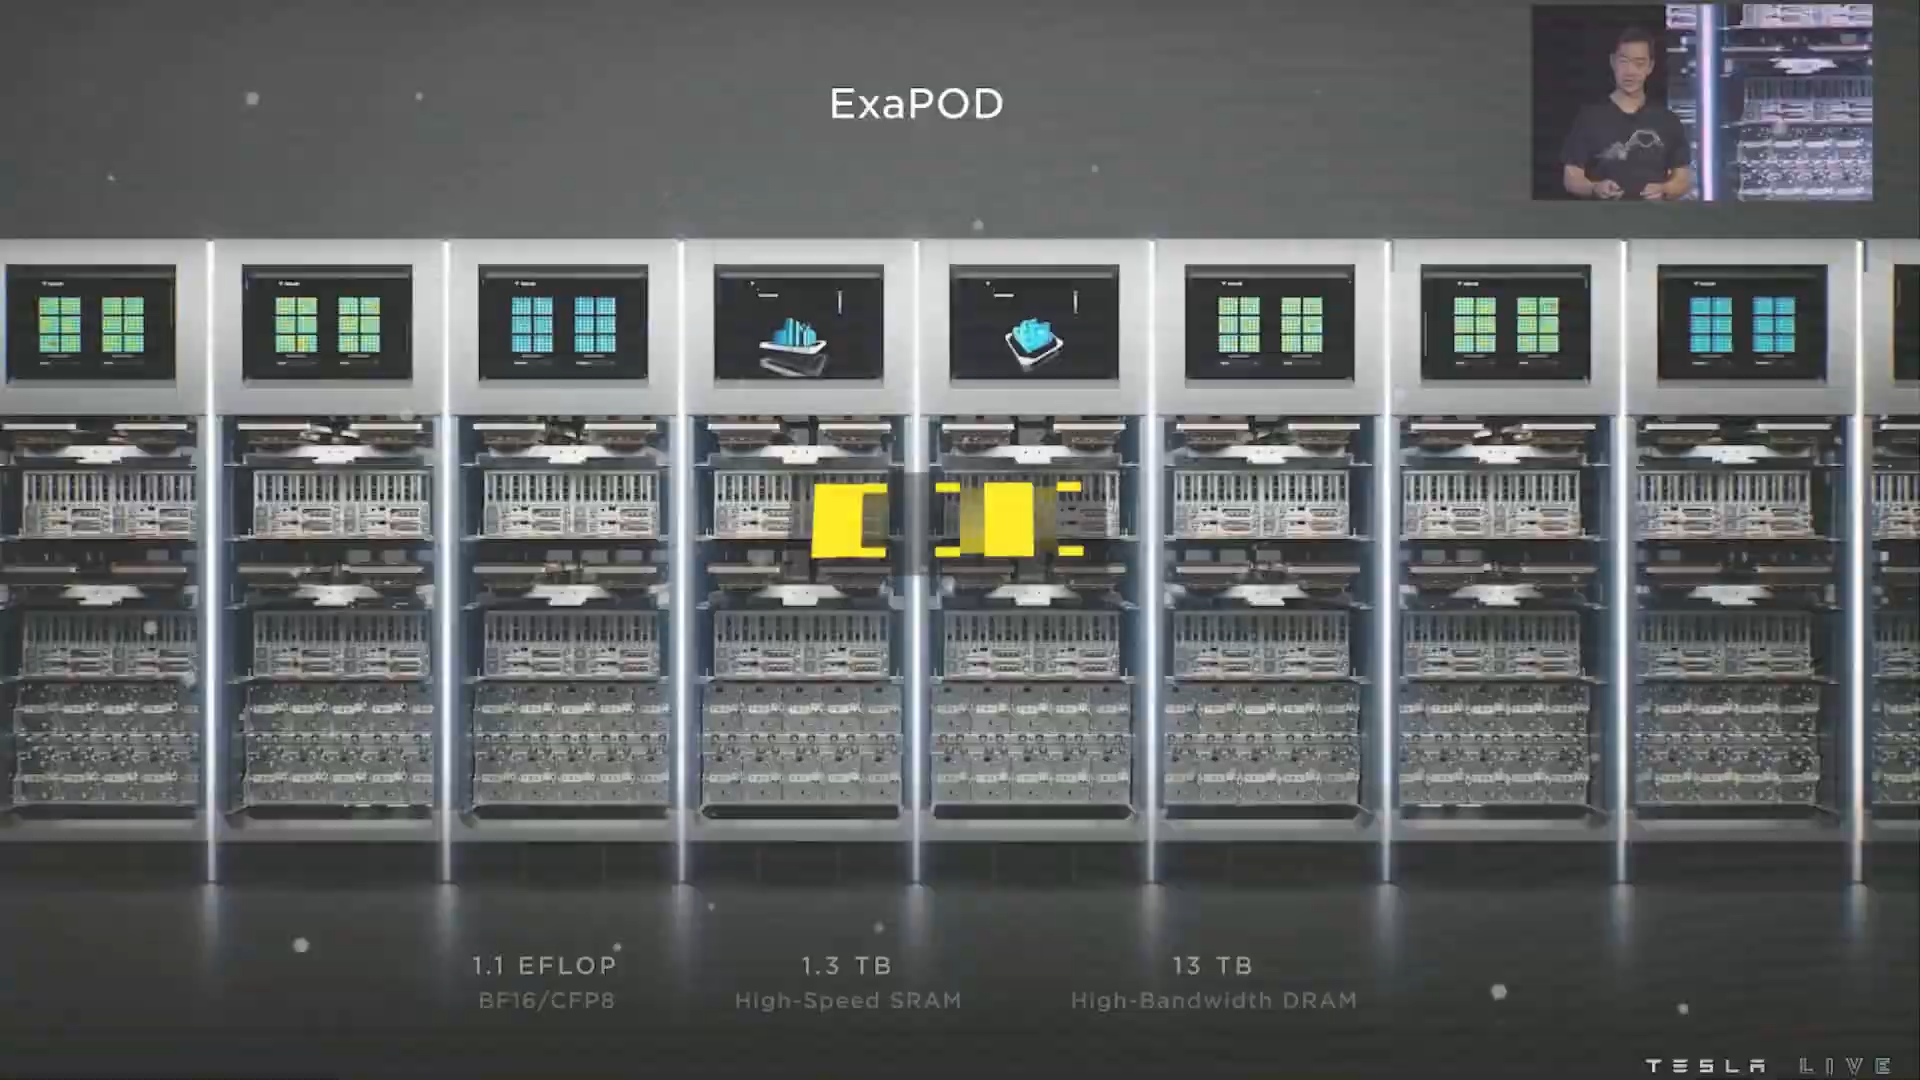 ExaPOD
1.1 EFLOP
BF16/CFP8
1.3 TB
High-Speed SRAM
13 TB
High-Bandwidth DRAM
TESLA LIVE